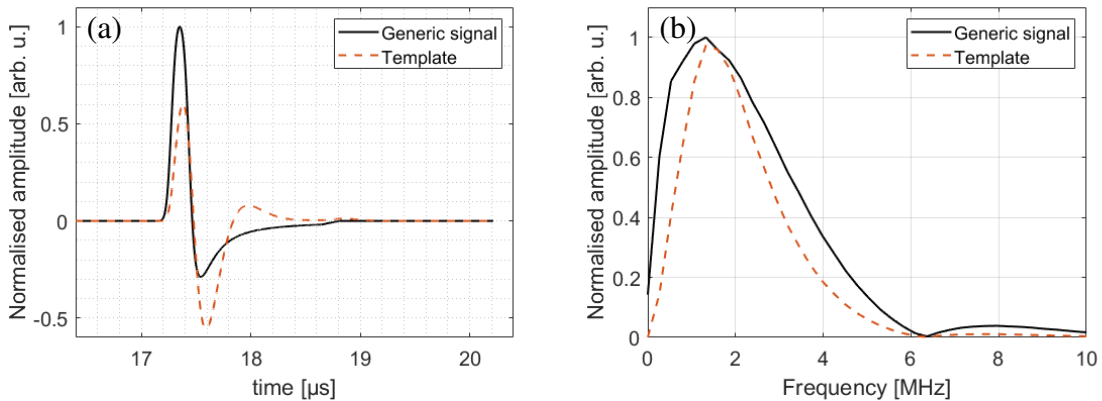 (a)
Generic signal
Template
Normalised amplitude [arb. u.]
1
0.5
0
-0.5
17
18
19
20
time [µs]
(b)
Generic signal
Template
Normalised amplitude [arb. u.]
1
0.8
0.6
0.4
0.2
0
0
2
4
6
8
10
Frequency [MHz]